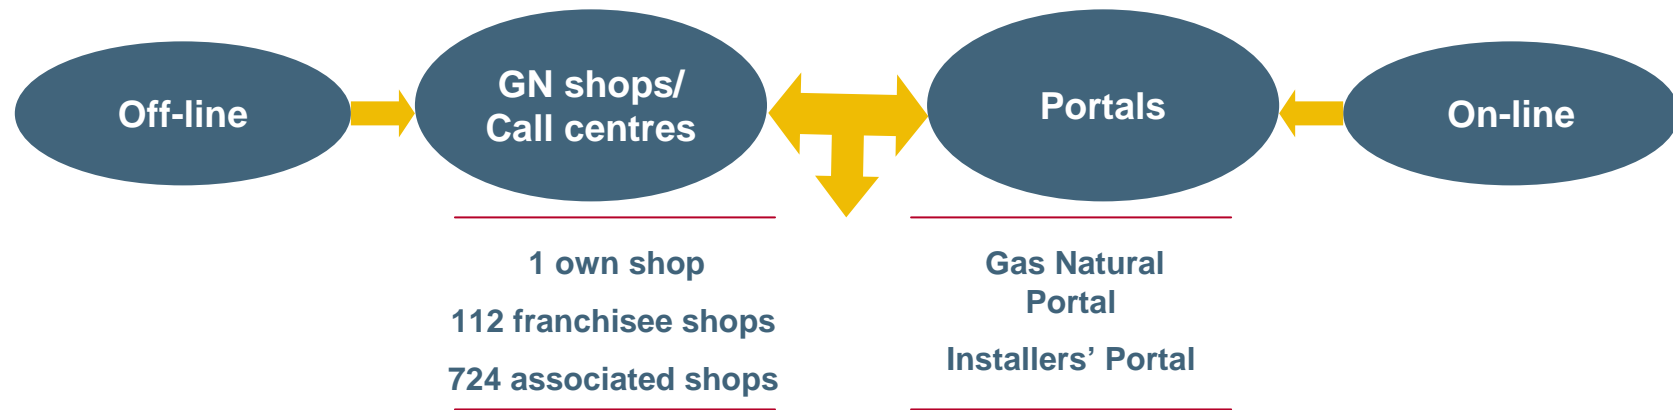 Off-line
GN shops/
Call centres
Portals
On-line
1 own shop
112 franchisee shops
724 associated shops
Gas Natural
Portal
Installers’ Portal